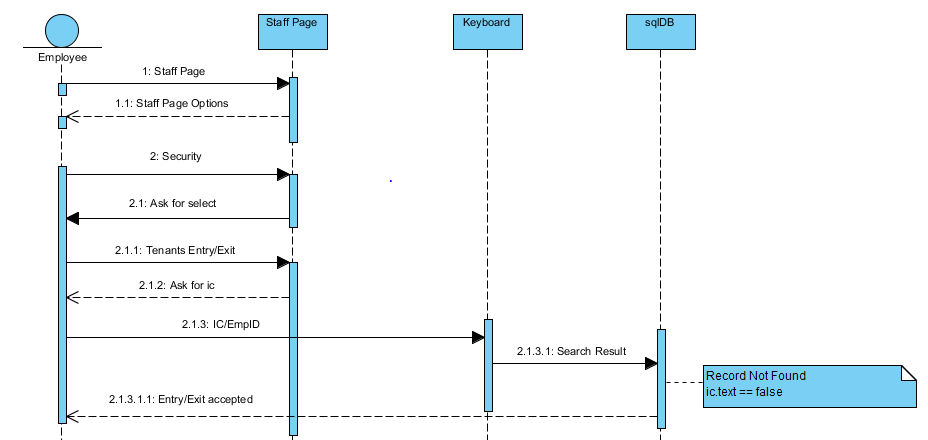 Staff Page
Keyboard
sqlDB
Employee
1: Staff Page
1.1: Staff Page Options
2: Security
2.1: Ask for select
2.1.1: Tenants Entry/Exit
2.1.2: Ask for ic
2.1.3: IC/EmpID
2.1.3.1: Search Result
Record Not Found
ic.text == false
2.1.3.1.1: Entry/Exit accepted